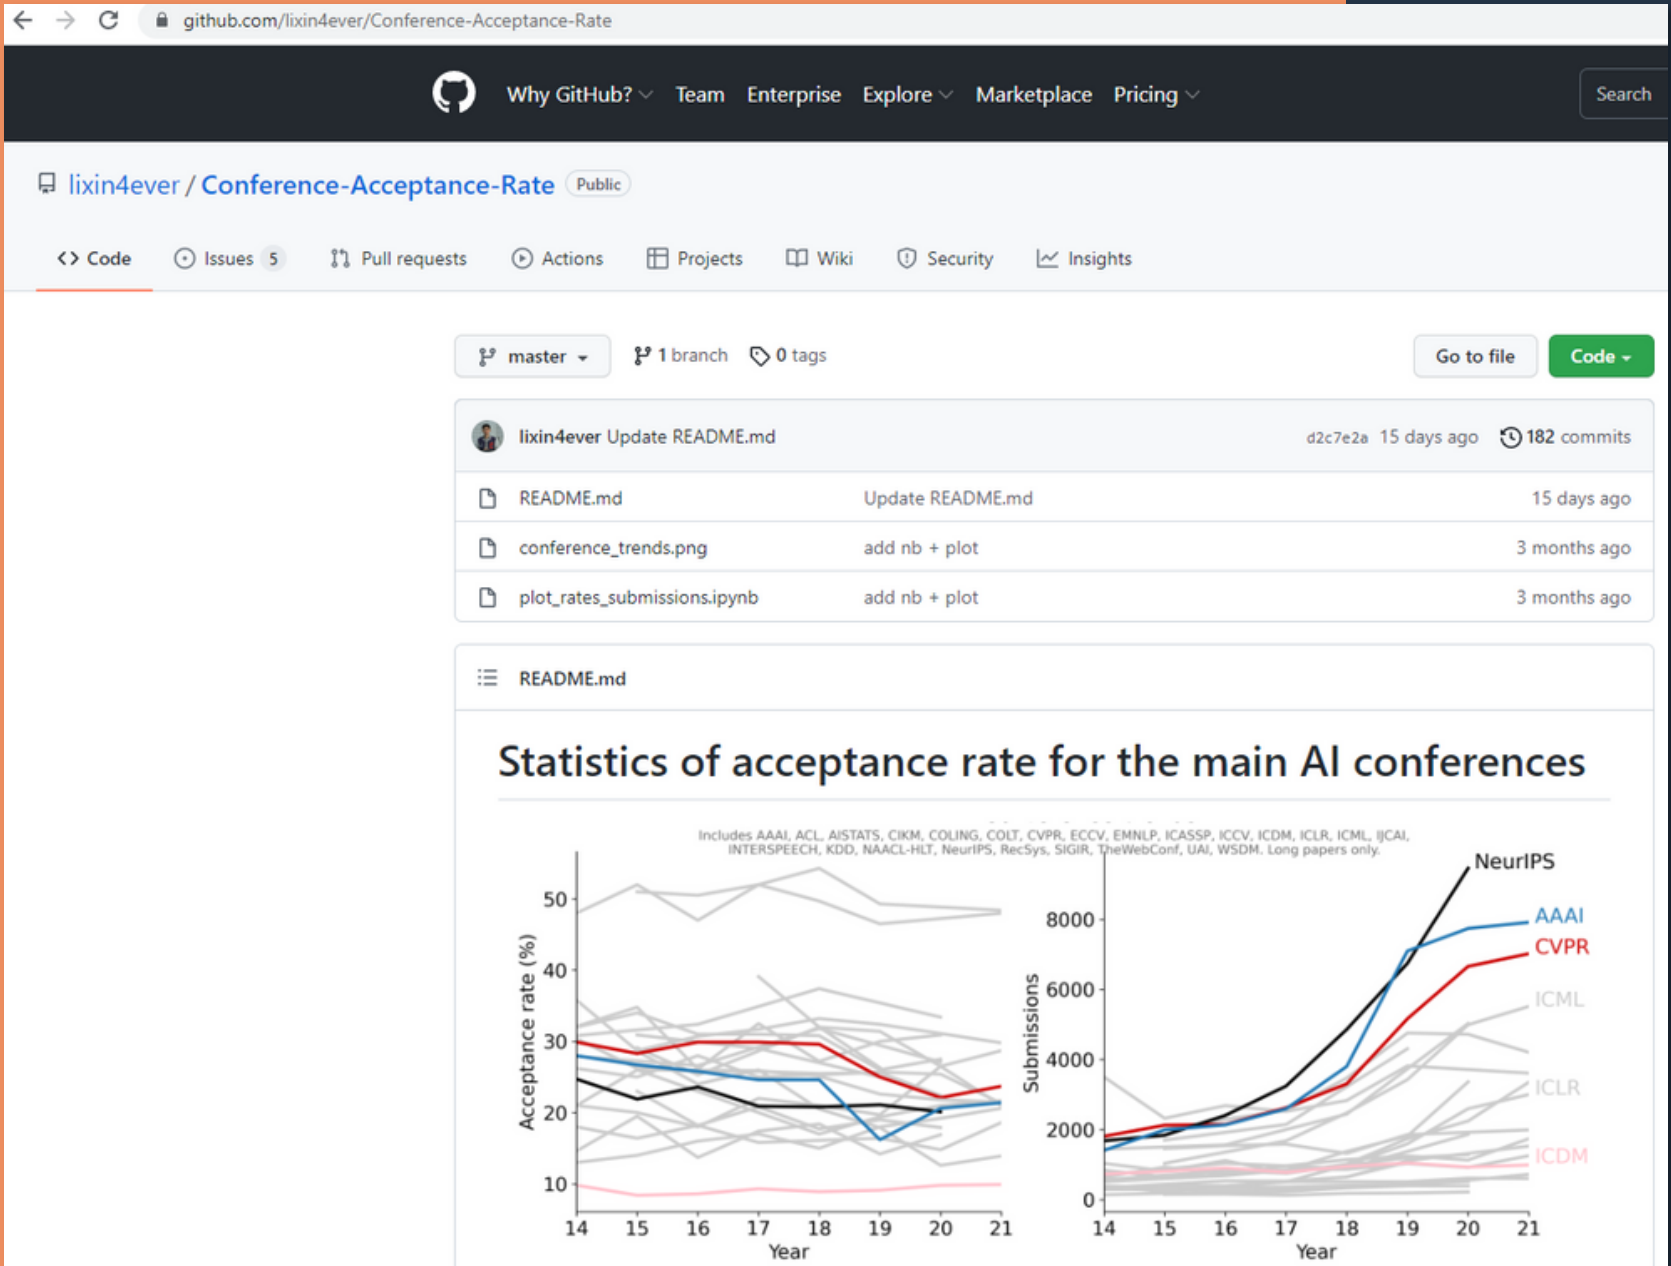 github.com/lixin4ever/Conference-Acceptance-Rate
Why GitHub? Team Enterprise Explore Marketplace Pricing Search
lixin4ever / Conference-Acceptance-Rate Public
Code Issues 5 Pull requests Actions Projects Wiki Security Insights
master 1 branch 0 tags Go to file Code
lixin4ever Update README.md d2c7e2a 15 days ago 182 commits
README.md Update README.md 15 days ago
conference_trends.png add nb + plot 3 months ago
plot_rates_submissions.ipynb add nb + plot 3 months ago
README.md
Statistics of acceptance rate for the main AI conferences
Includes AAAI, ACL, AISTATS, CIKM, COLING, COLT, CVPR, ECCV, EMNLP, ICASSP, ICCV, ICDM, ICLR, ICML, IJCAI,
INTERSPEECH, KDD, NAACL-HLT, NeurIPS, RecSys, SIGIR, TheWebConf, UAI, WSDM. Long papers only.
Acceptance rate (%)
50
40
30
20
10
14 15 16 17 18 19 20 21
Year
Submissions
8000
6000
4000
2000
0
NeurIPS
AAAI
CVPR
ICML
ICLR
ICDM
14 15 16 17 18 19 20 21
Year